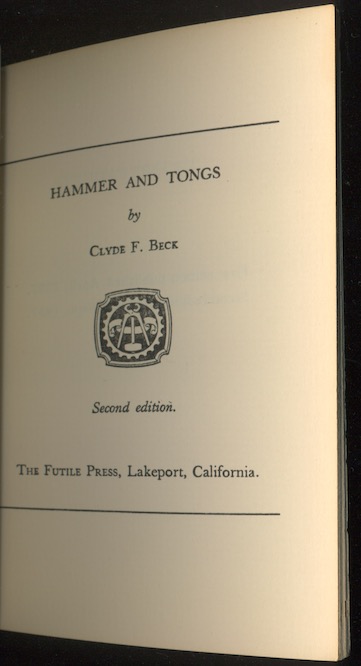 HAMMER AND TONGS
by
CLYDE F. BECK
Second edition.
THE FUTILE PRESS, Lakeport, California.